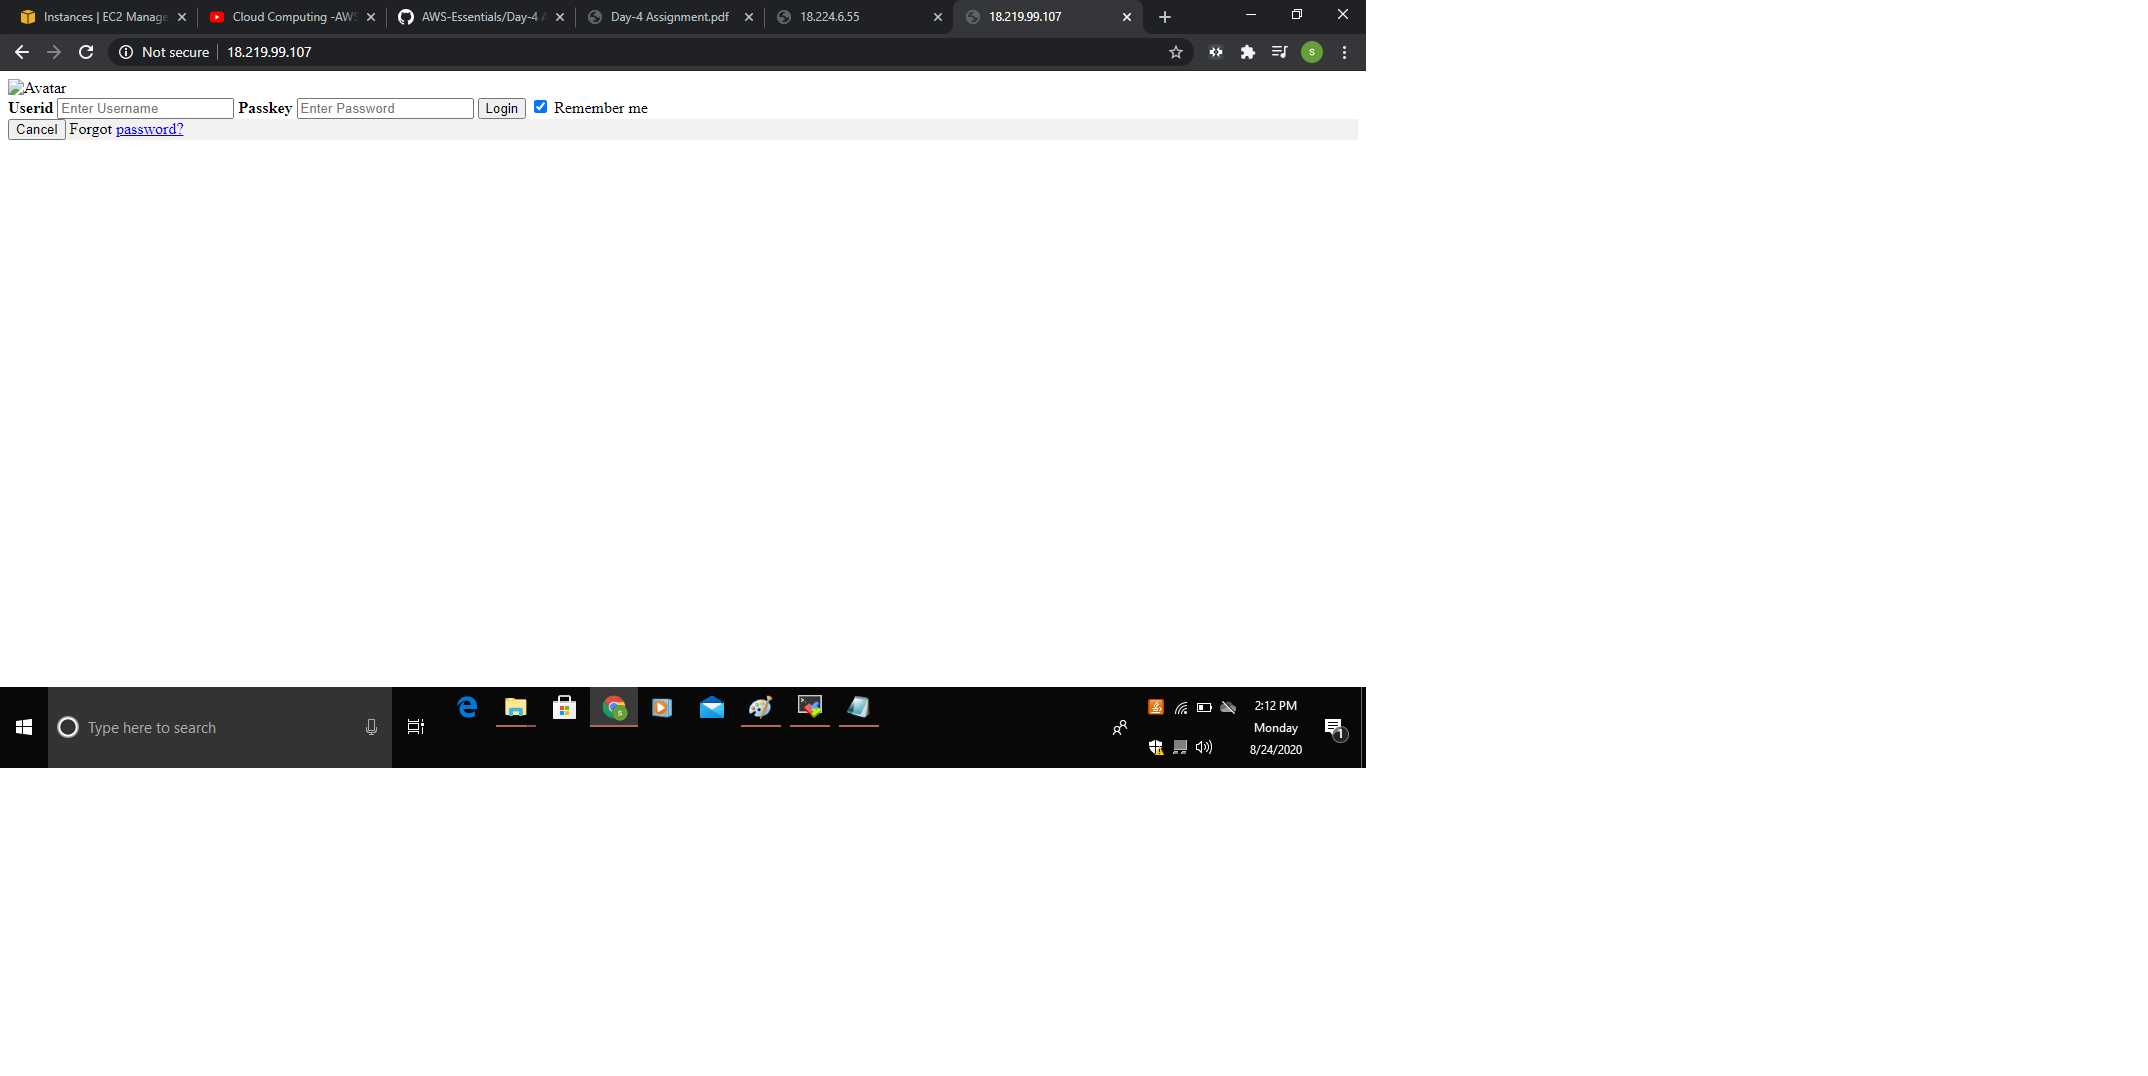 Instances | EC2 Manage
Cloud Computing -AWS
AWS-Essentials/Day-4 A
Day-4 Assignment.pdf
18.224.6.55
18.219.99.107
Not secure
18.219.99.107
s
Avatar
Userid Enter Username Passkey Enter Password Login Remember me
Cancel Forgot password?
Type here to search
s
2:12 PM
Monday
8/24/2020
1